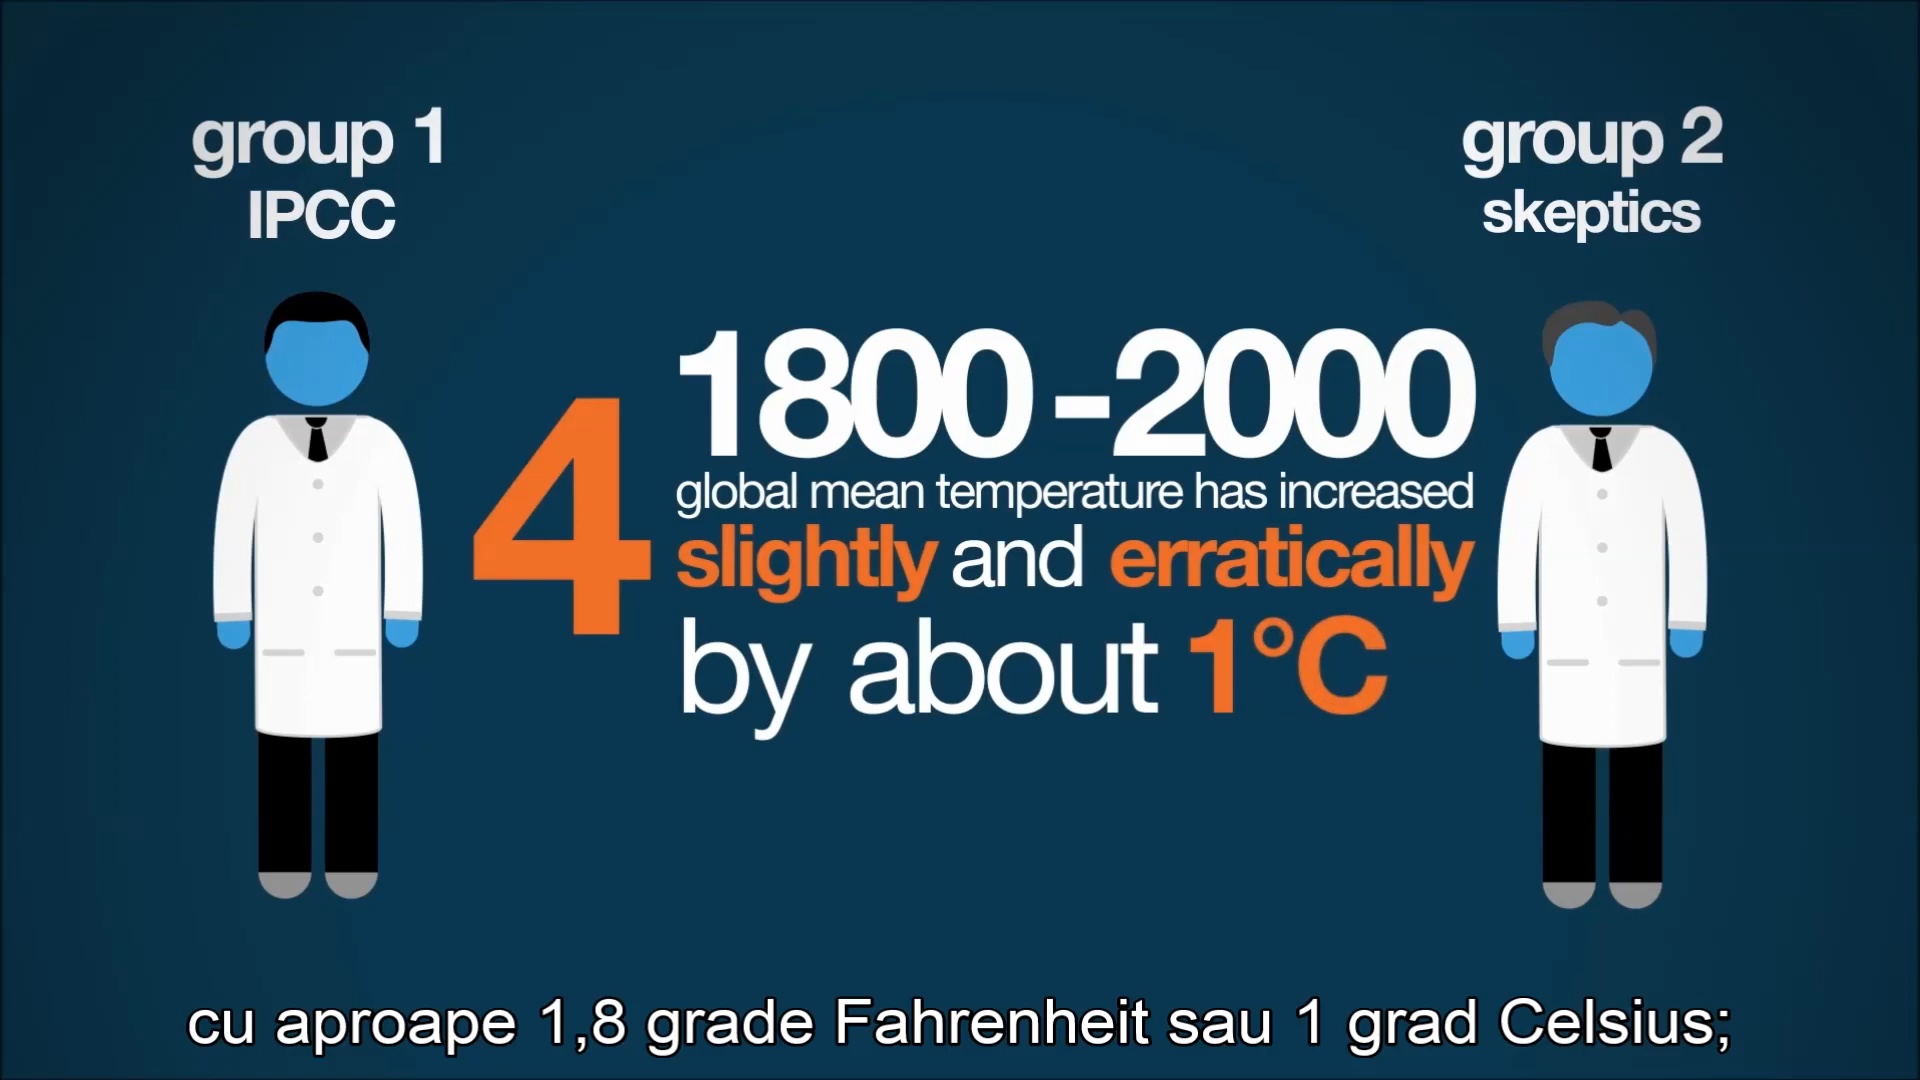 group 1
IPCC
group 2
skeptics
4
1800-2000
global mean temperature has increased
slightly and erratically
by about 1°C
cu aproape 1,8 grade Fahrenheit sau 1 grad Celsius;